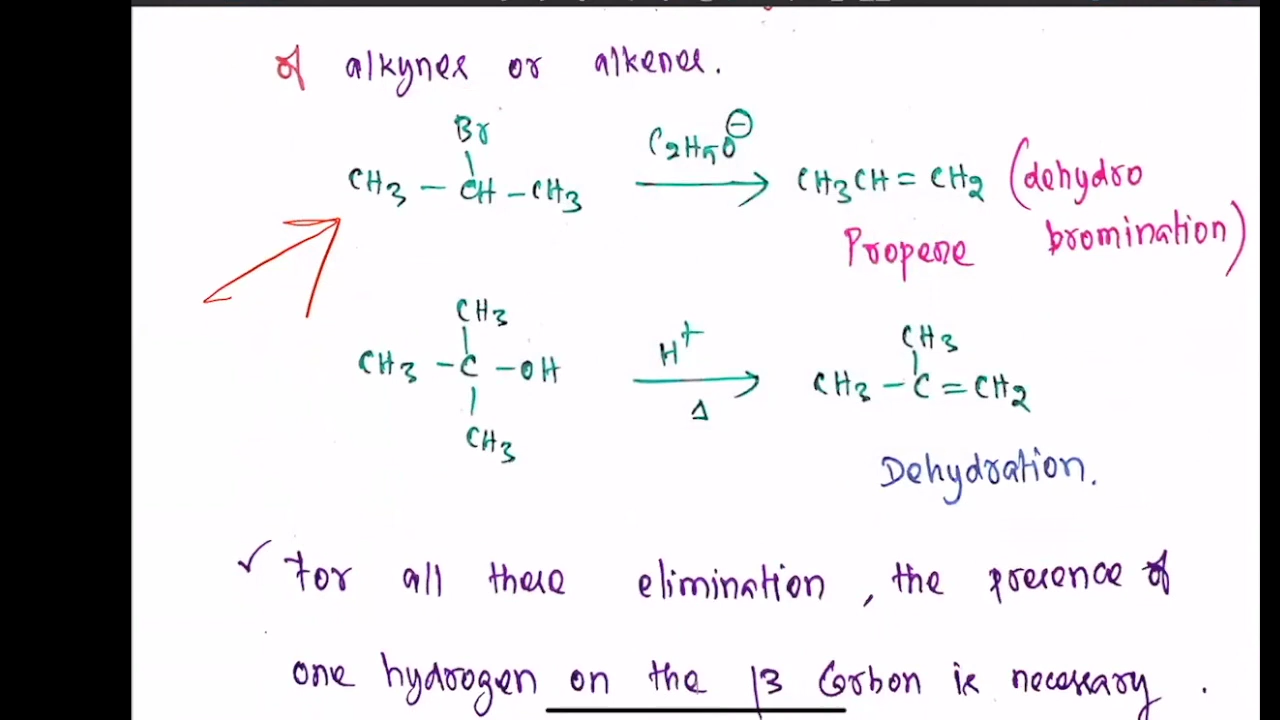 of alkynes or alkenes.
Br
CH3 – CH – CH3 C2H5O⊖ → CH3CH = CH2 (dehydro
Propene bromination)
CH3 CH3
CH3 – C – OH H+ → CH3 – C = CH2
Δ
CH3
Dehydration.
✓ For all these elimination, the presence of
one hydrogen on the β Carbon is necessary.